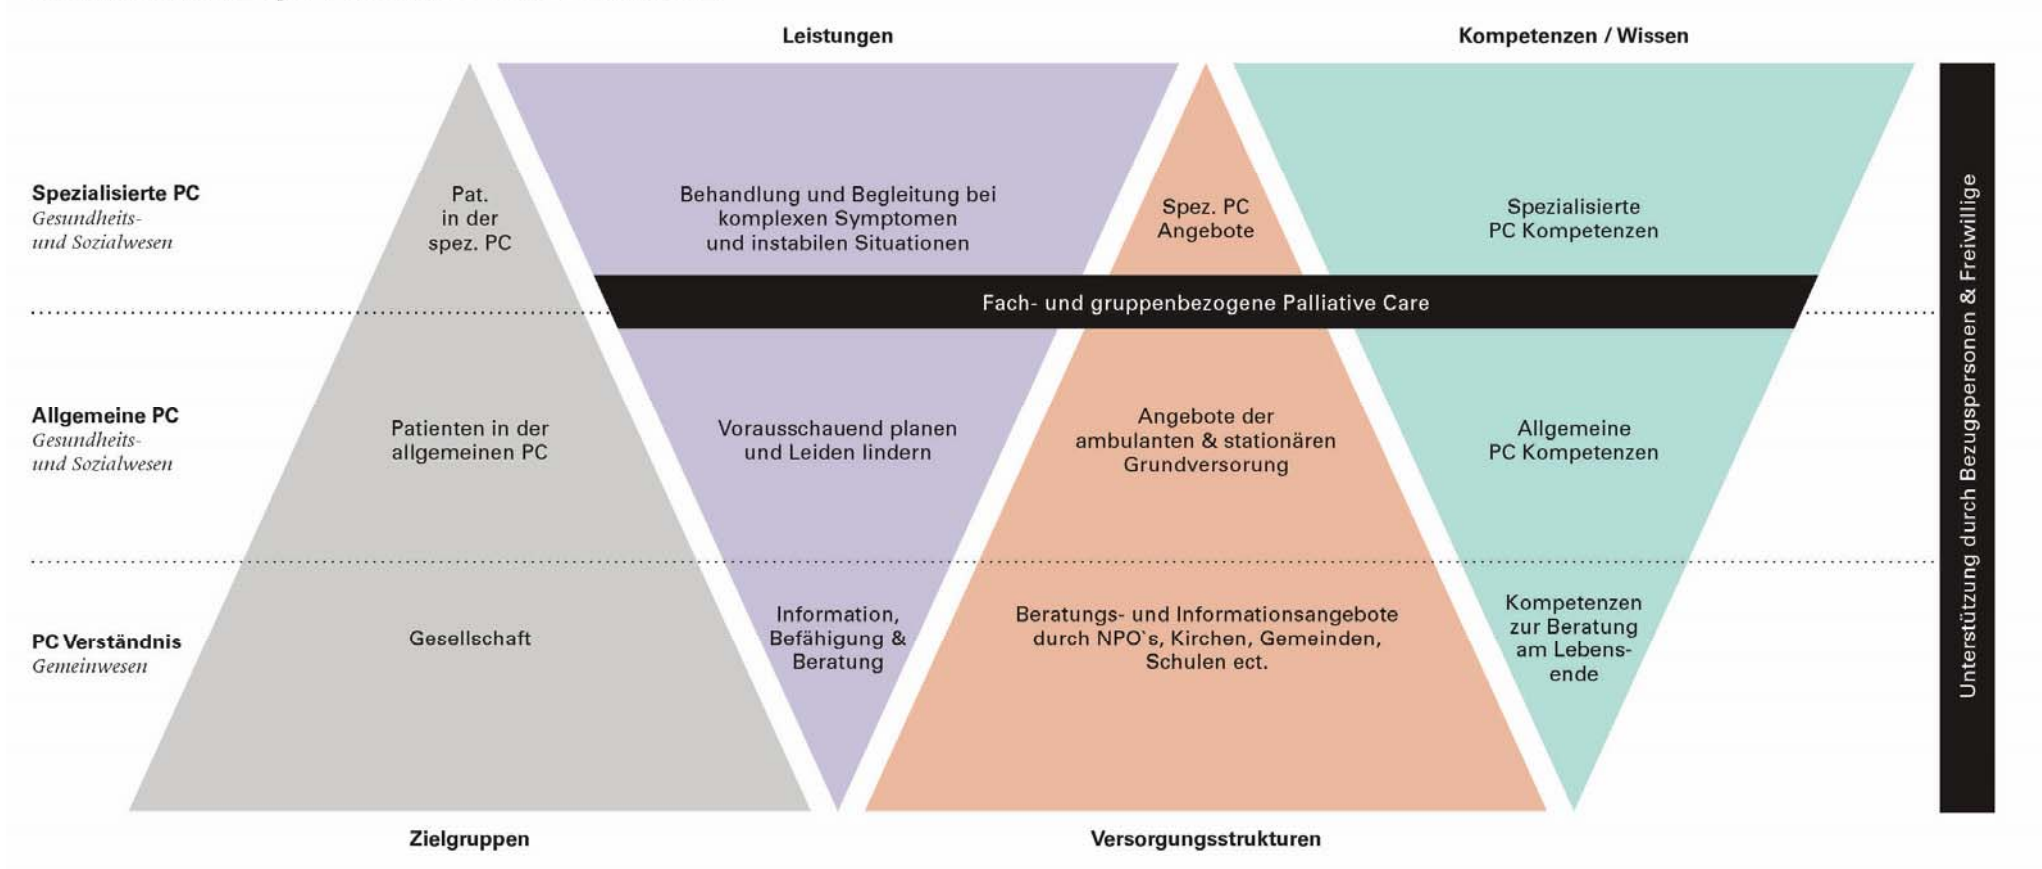 Leistungen
Kompetenzen / Wissen
Spezialisierte PC
Gesundheits-
und Sozialwesen
Pat.
in der
spez. PC
Behandlung und Begleitung bei
komplexen Symptomen
und instabilen Situationen
Spez. PC
Angebote
Spezialisierte
PC Kompetenzen
Fach- und gruppenbezogene Palliative Care
Allgemeine PC
Gesundheits-
und Sozialwesen
Patienten in der
allgemeinen PC
Vorausschauend planen
und Leiden lindern
Angebote der
ambulanten & stationären
Grundversorung
Allgemeine
PC Kompetenzen
PC Verständnis
Gemeinwesen
Gesellschaft
Information,
Befähigung &
Beratung
Beratungs- und Informationsangebote
durch NPO`s, Kirchen, Gemeinden,
Schulen ect.
Kompetenzen
zur Beratung
am Lebens-
ende
Zielgruppen
Versorgungsstrukturen
Unterstützung durch Bezugspersonen & Freiwillige